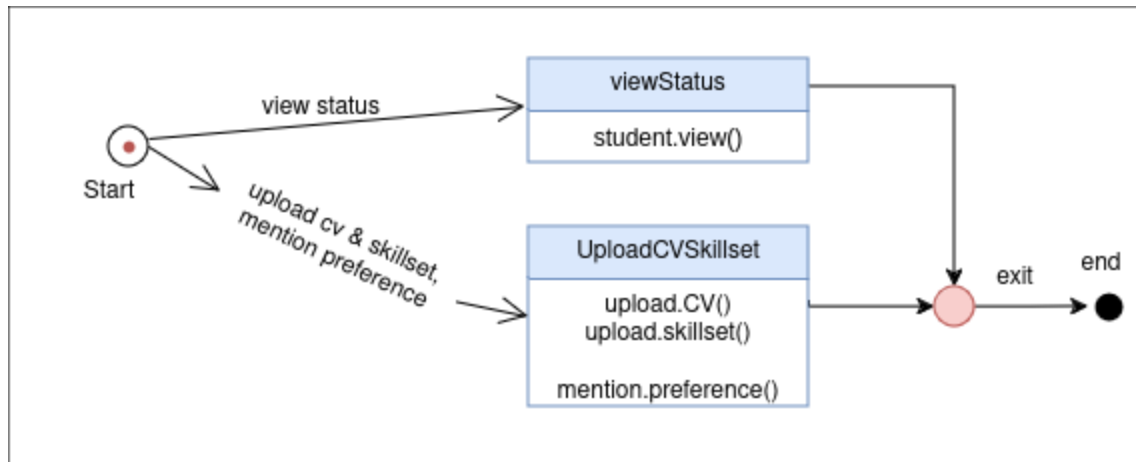 view status
Start
upload cv & skillset,
mention preference
viewStatus
student.view()
UploadCVSkillset
upload.CV()
upload.skillset()
mention.preference()
exit
end